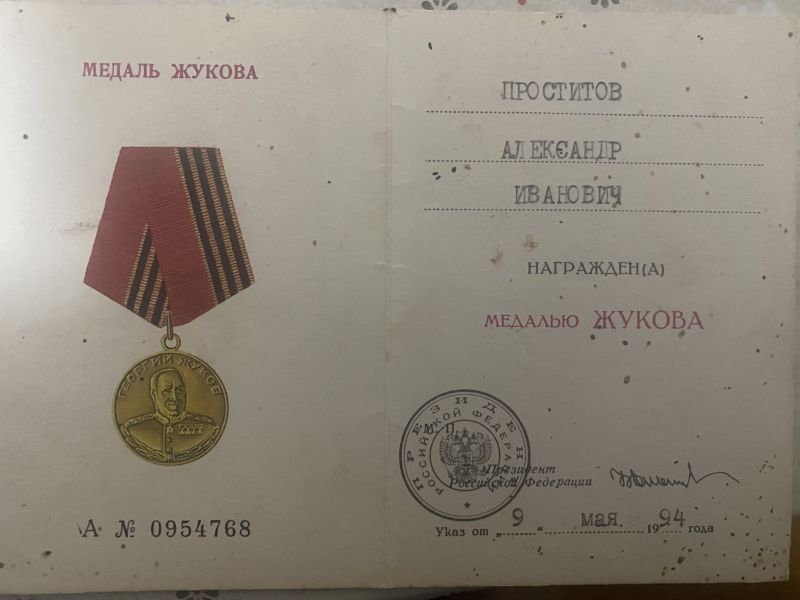 МЕДАЛЬ ЖУКОВА
ГЕОРГИЙ ЖУКОВ
А № 0954768
ПРОСТИТОВ
АЛЕКСАНДР
ИВАНОВИЧ
НАГРАЖДЕН(А)
МЕДАЛЬЮ ЖУКОВА
ПРЕЗИДЕНТ
РОССИЙСКОЙ ФЕДЕРАЦИИ
М. П.
Президент
Российской Федерации
Указ от „ 9 “ мая. 1994 года